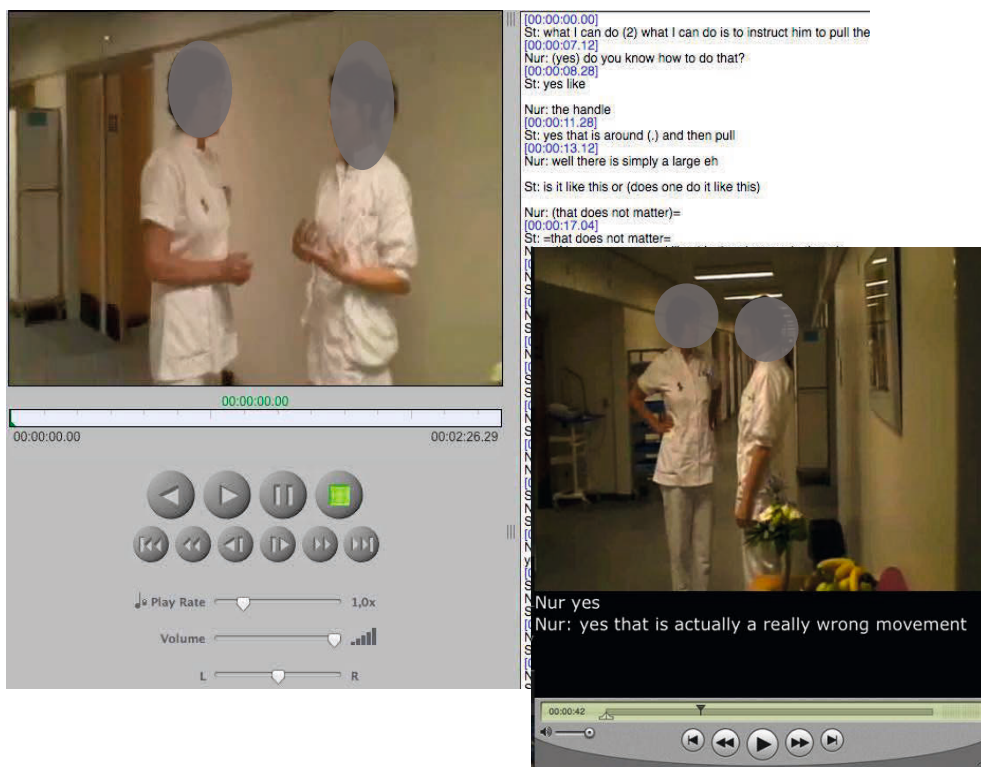 [00:00:00.00]
St: what I can do (2) what I can do is to instruct him to pull the
[00:00:07.12]
Nur: (yes) do you know how to do that?
[00:00:08.28]
St: yes like
Nur: the handle
[00:00:11.28]
St: yes that is around (.) and then pull
[00:00:13.12]
Nur: well there is simply a large eh
St: is it like this or (does one do it like this)
Nur: (that does not matter)=
[00:00:17.04]
St: =that does not matter=
00:00:00.00
00:00:00.00 00:02:26.29
Play Rate 1,0x
Volume
L R
Nur yes
Nur: yes that is actually a really wrong movement
00:00:42